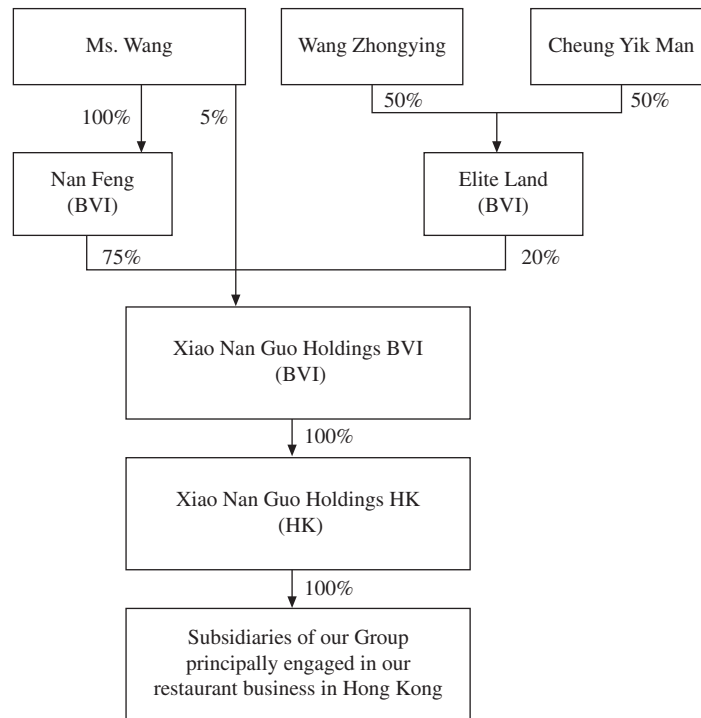 Ms. Wang
Wang Zhongying
Cheung Yik Man
100%
5%
50%
50%
Nan Feng
(BVI)
Elite Land
(BVI)
75%
20%
Xiao Nan Guo Holdings BVI
(BVI)
100%
Xiao Nan Guo Holdings HK
(HK)
100%
Subsidiaries of our Group
principally engaged in our
restaurant business in Hong Kong